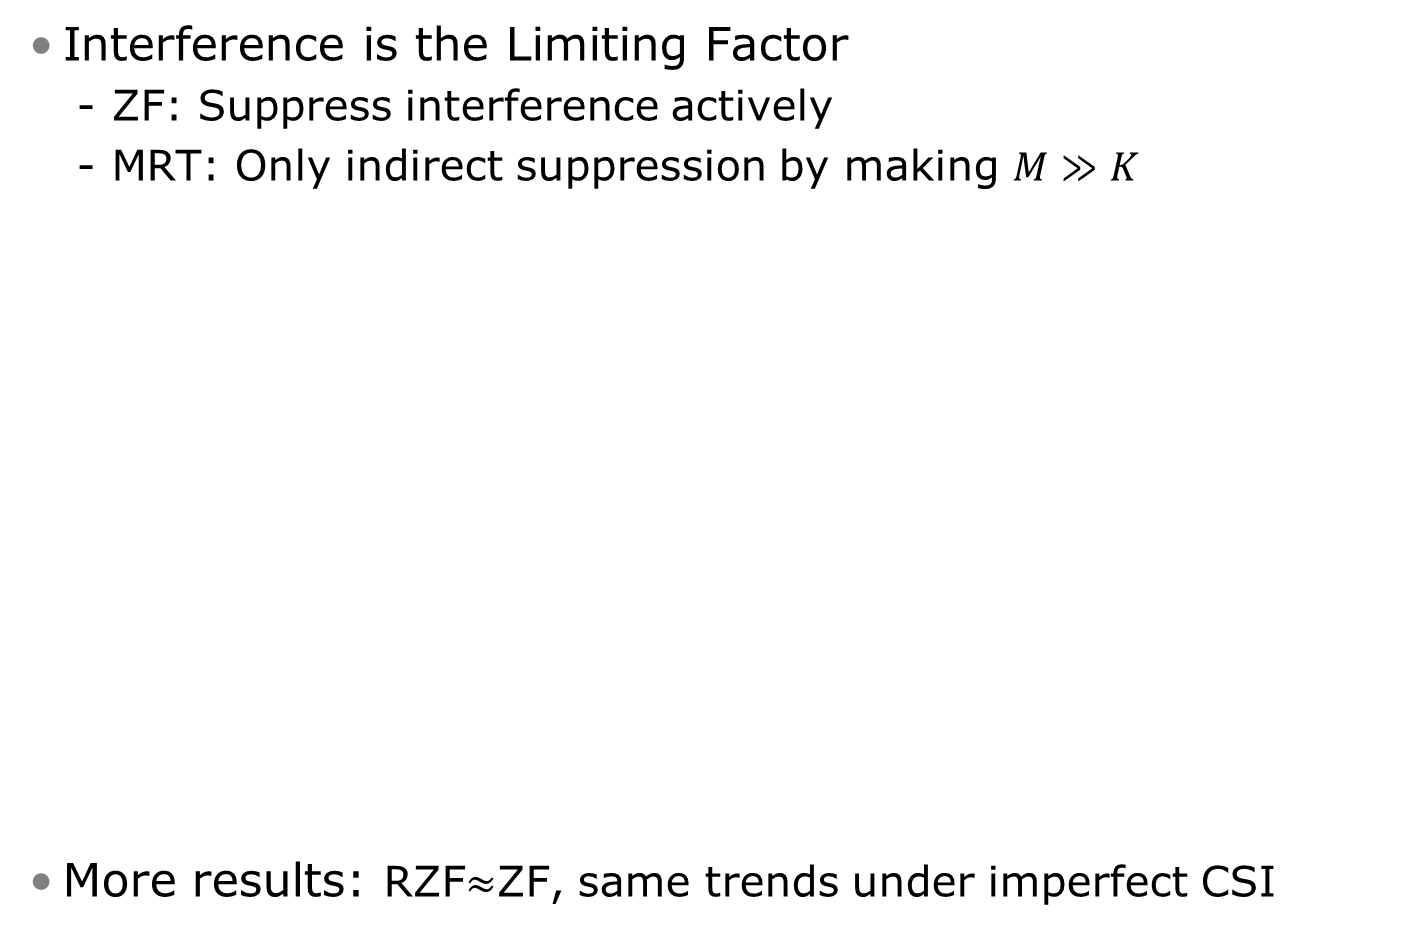 • Interference is the Limiting Factor
- ZF: Suppress interference actively
- MRT: Only indirect suppression by making M ≫ K
• More results: RZF≈ZF, same trends under imperfect CSI